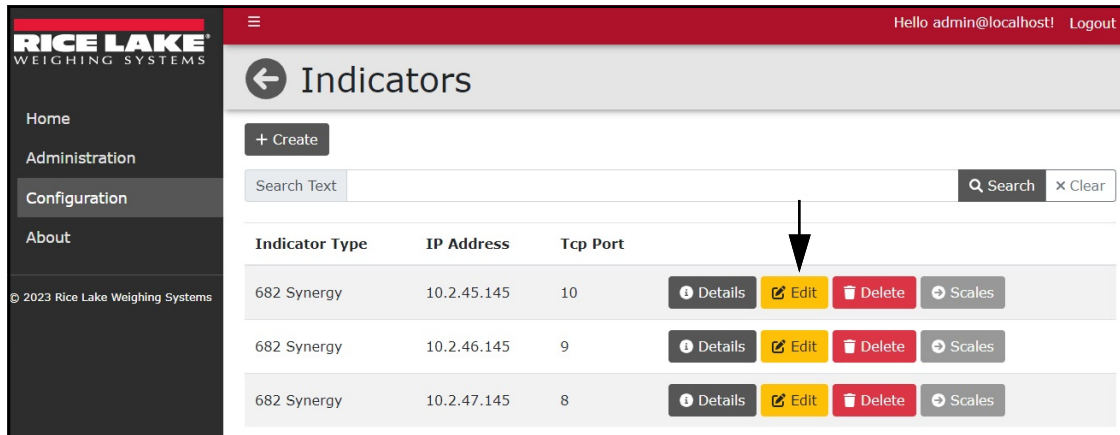 RICE LAKE
WEIGHING SYSTEMS
Home
Administration
Configuration
About
© 2023 Rice Lake Weighing Systems
Hello admin@localhost! Logout
Indicators
+ Create
Search Text Search × Clear
Indicator Type IP Address Tcp Port
682 Synergy 10.2.45.145 10 Details Edit Delete Scales
682 Synergy 10.2.46.145 9 Details Edit Delete Scales
682 Synergy 10.2.47.145 8 Details Edit Delete Scales